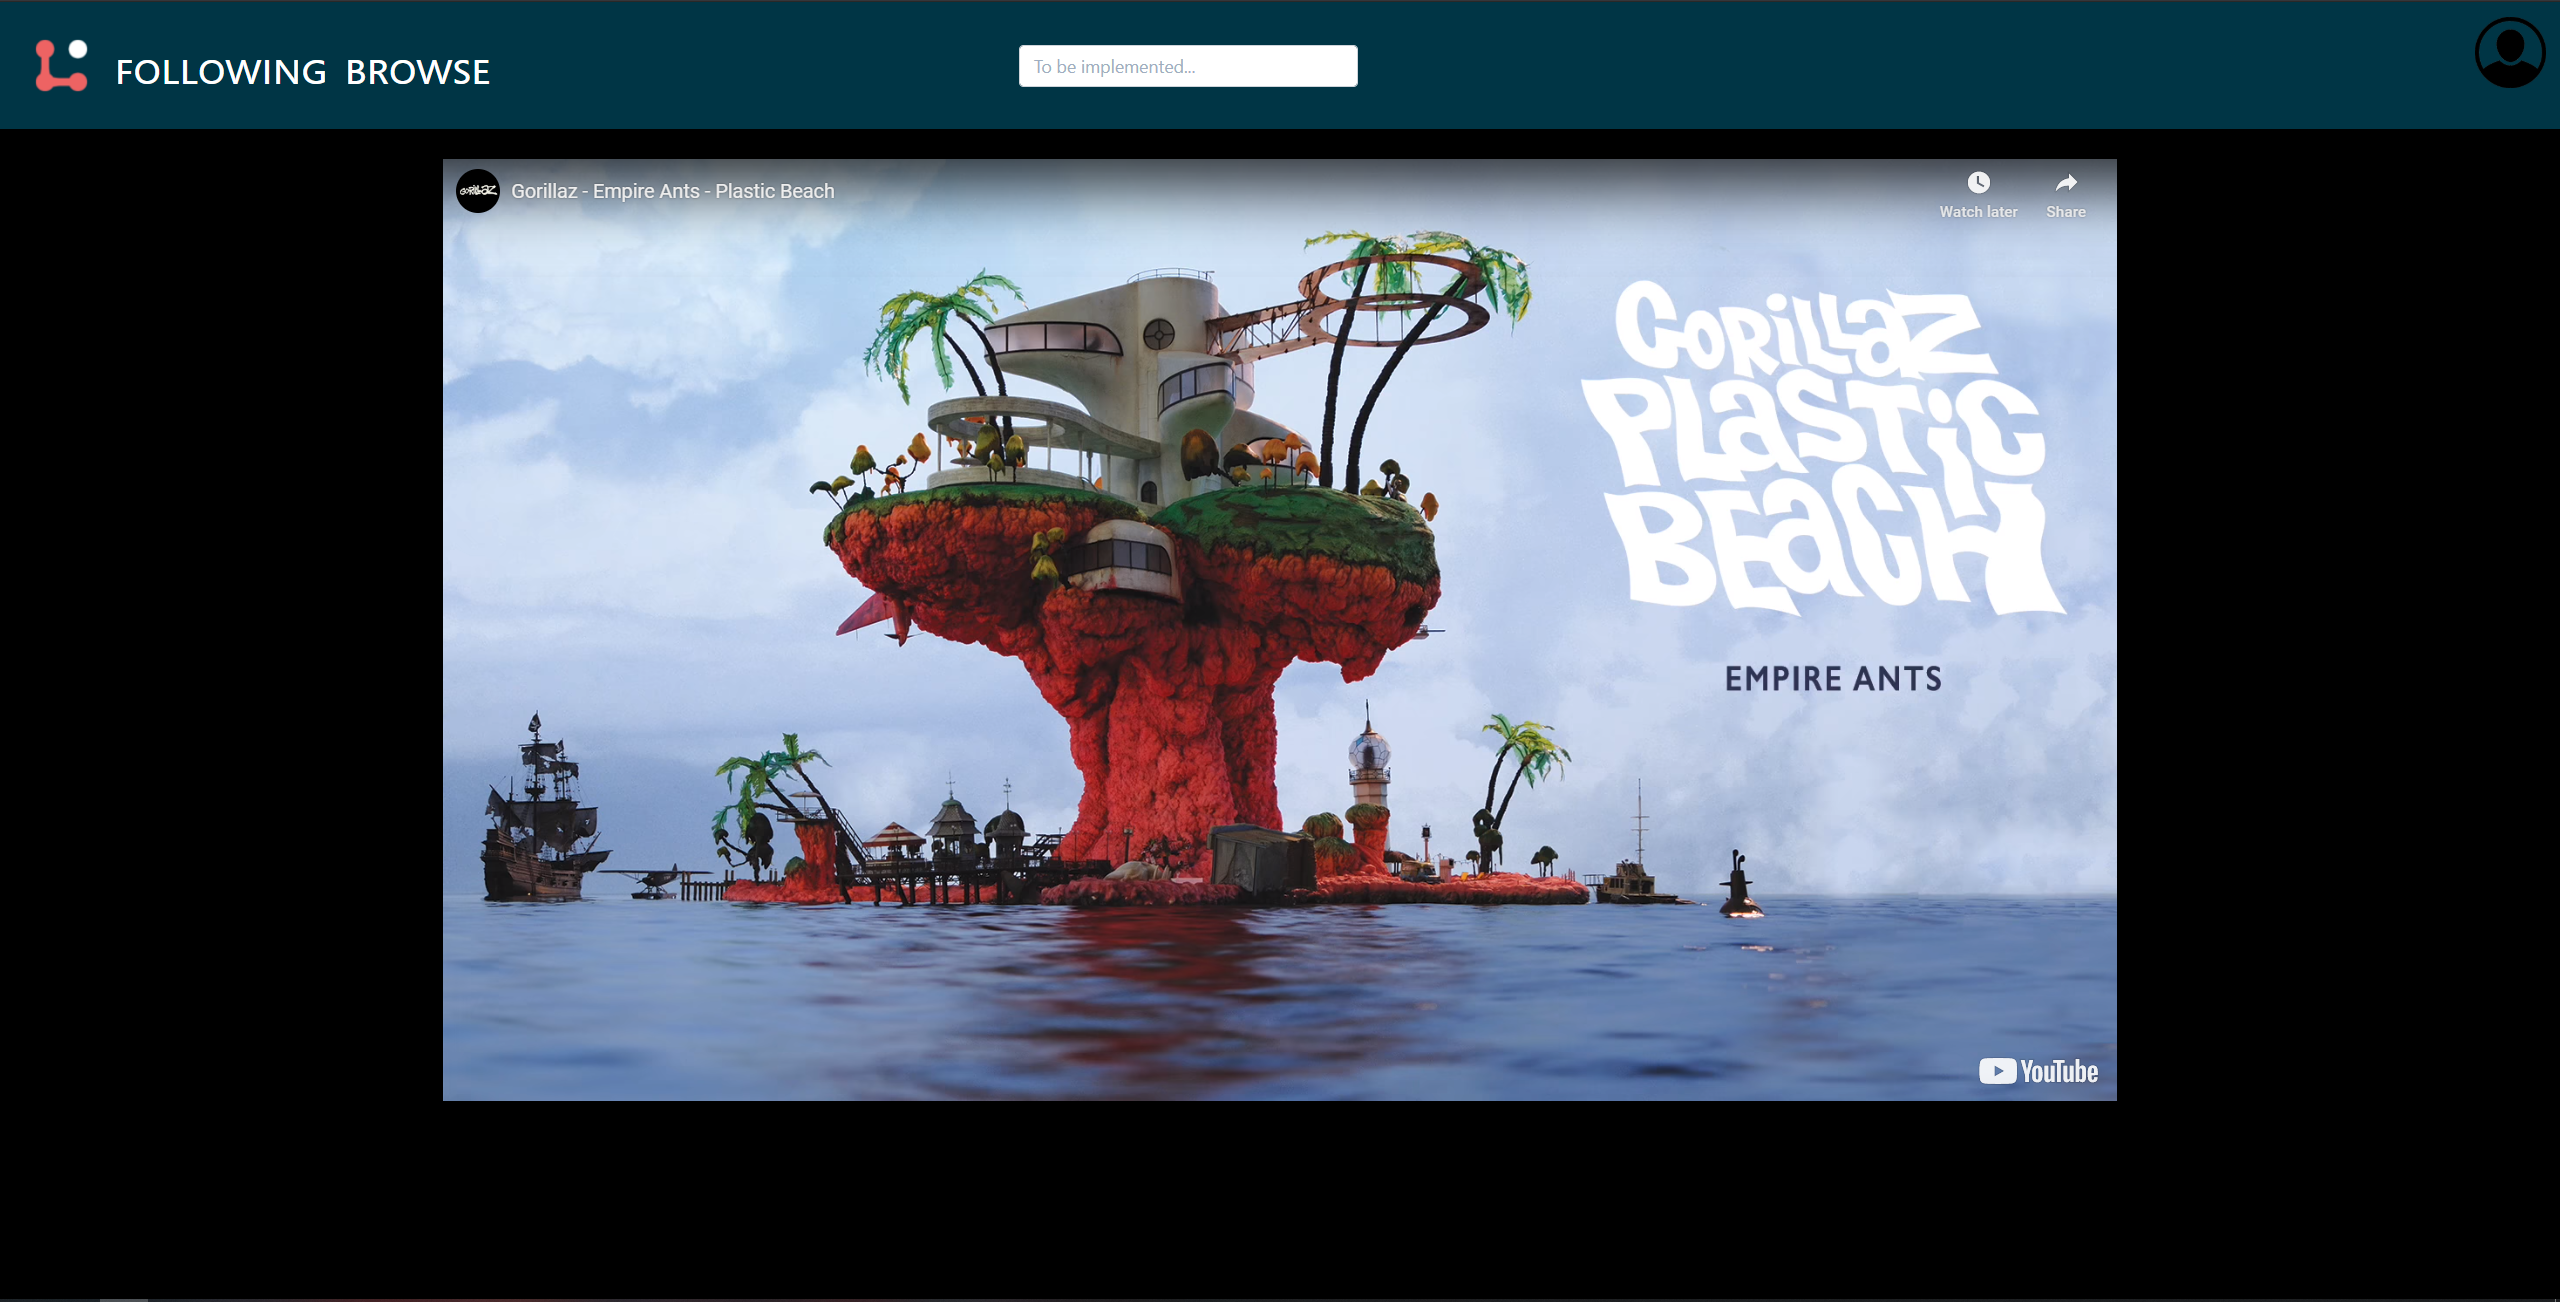 FOLLOWING BROWSE
To be implemented...
GORILLAZ
Gorillaz - Empire Ants - Plastic Beach
Watch later
Share
GORiLLaZ
PLaSTiC
BEaCH
EMPIRE ANTS
YouTube